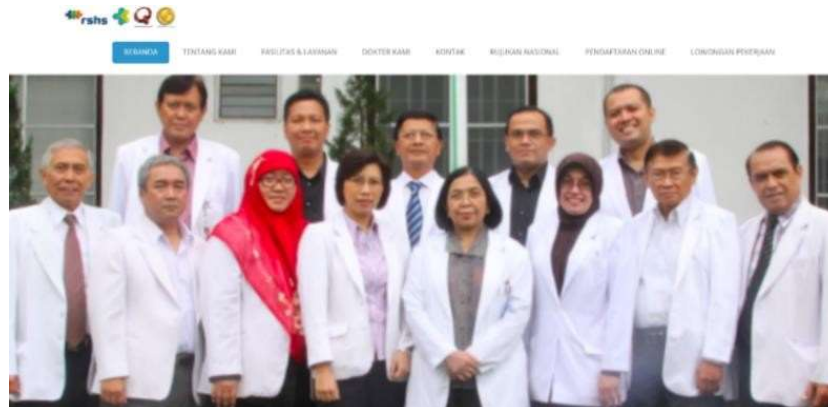 rshs
BERANDA TENTANG KAMI FASILITAS & LAYANAN DOKTER KAMI KONTAK RUJUKAN NASIONAL PENDAFTARAN ONLINE LOWONGAN PEKERJAAN